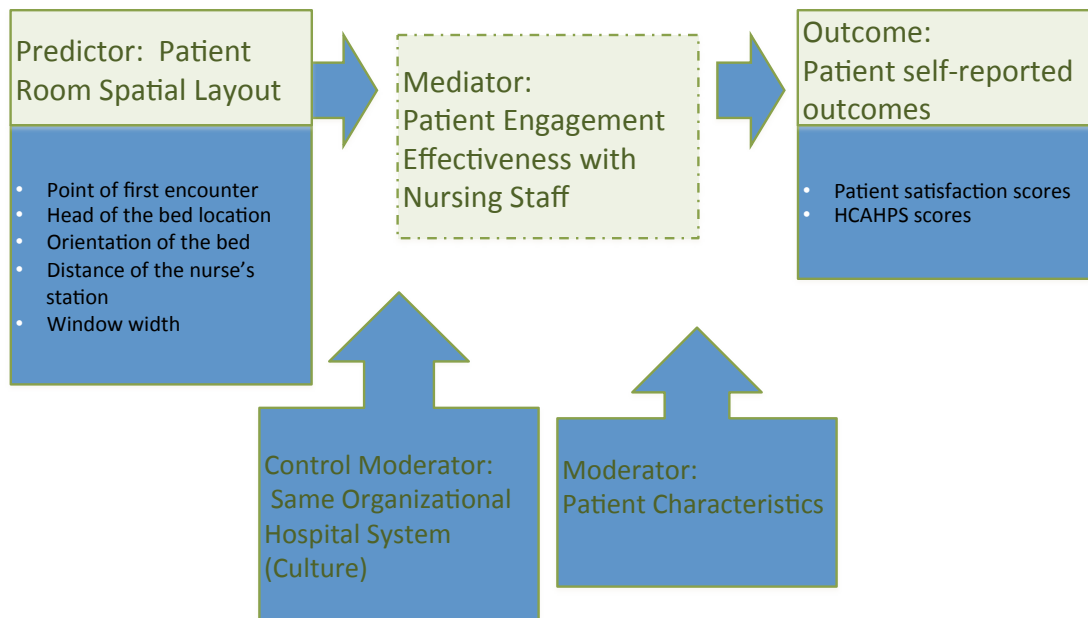 Predictor: Patient
Room Spatial Layout
• Point of first encounter
• Head of the bed location
• Orientation of the bed
• Distance of the nurse's
station
• Window width
Mediator:
Patient Engagement
Effectiveness with
Nursing Staff
Outcome:
Patient self-reported
outcomes
• Patient satisfaction scores
• HCAHPS scores
Control Moderator:
Same Organizational
Hospital System
(Culture)
Moderator:
Patient Characteristics